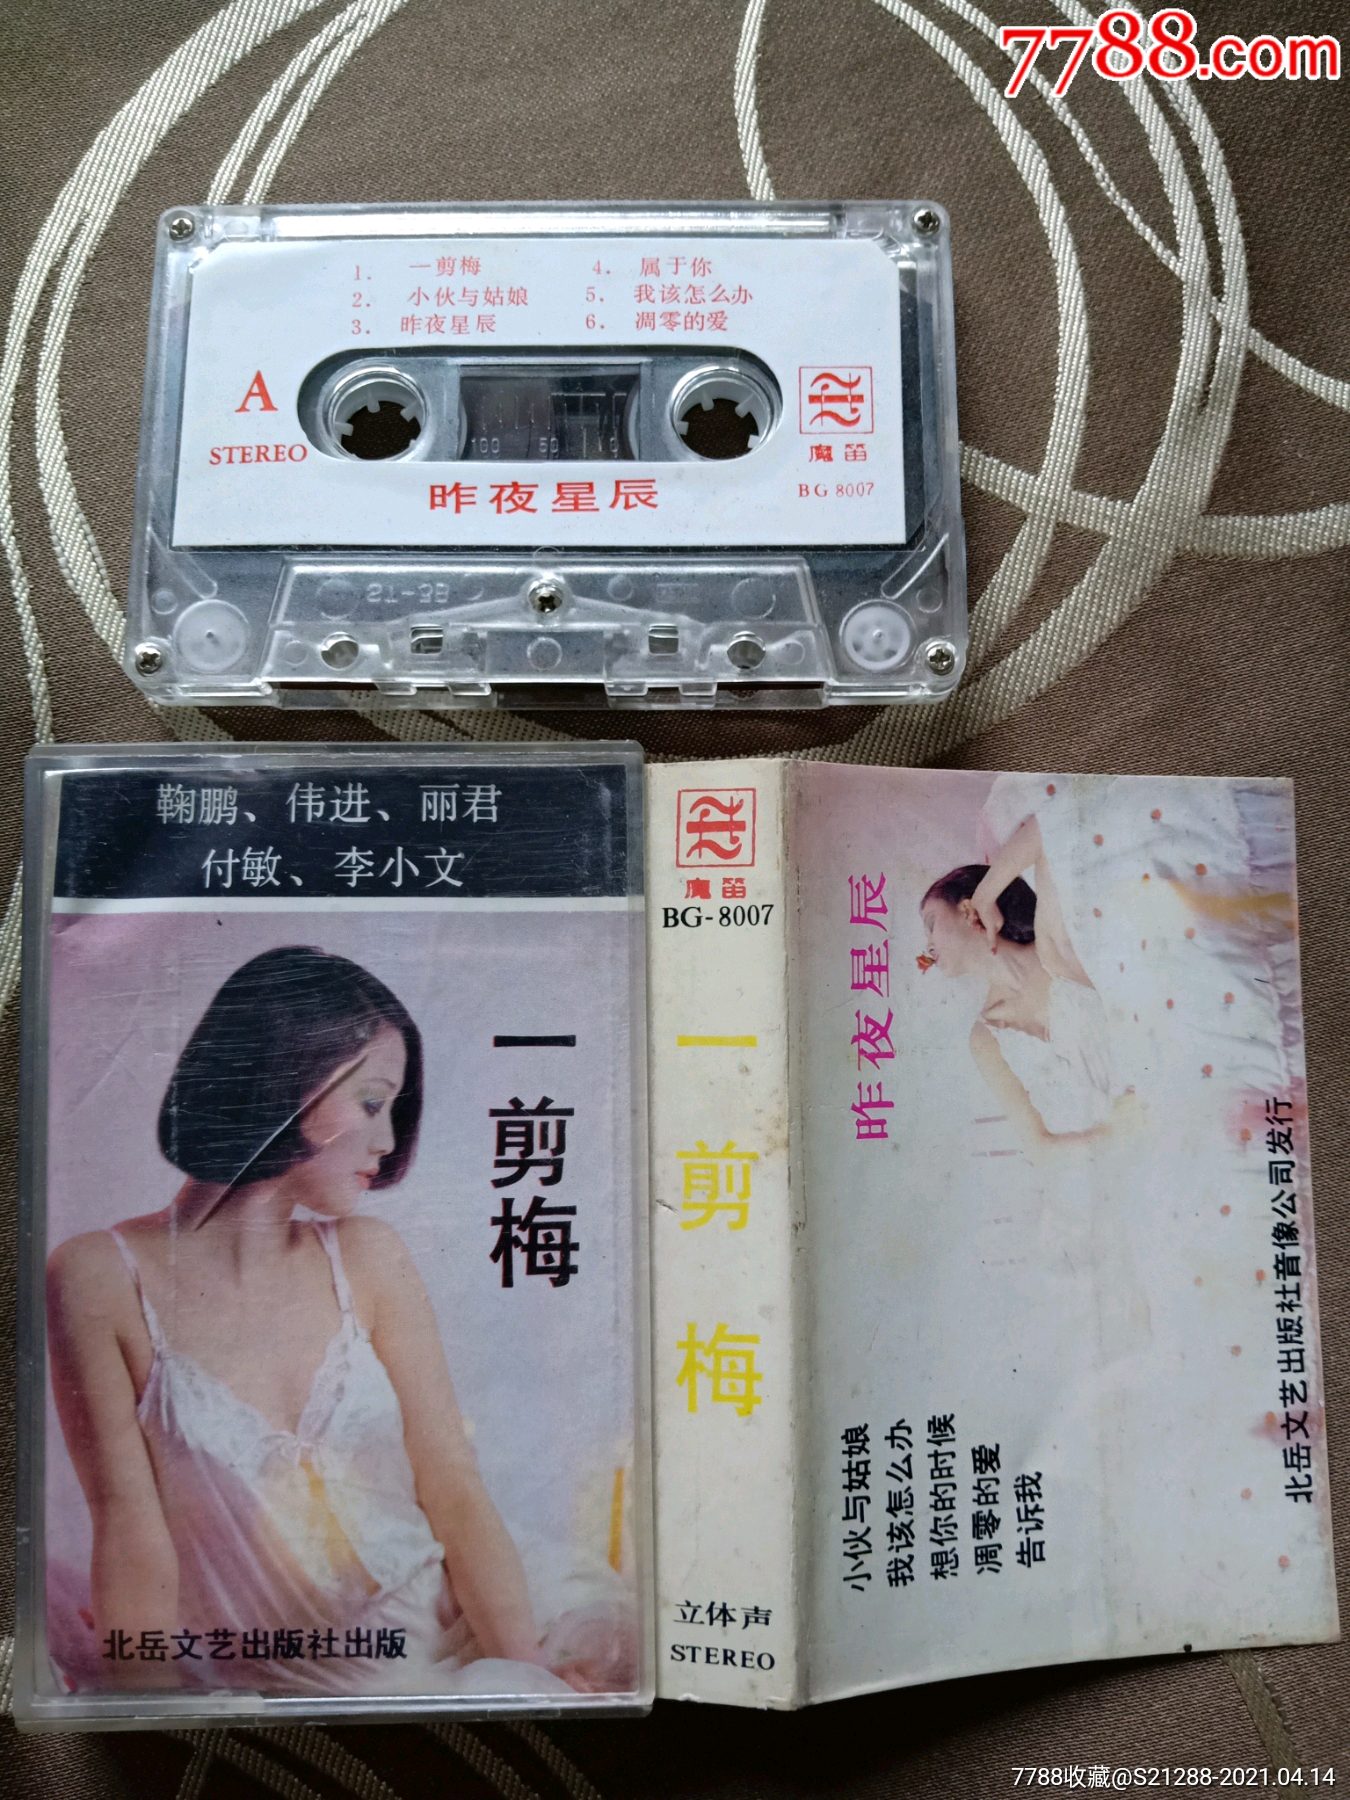 7788.com
1. 一剪梅
2. 小伙与姑娘
3. 昨夜星辰
4. 属于你
5. 我该怎么办
6. 凋零的爱
A
STEREO
100 50 0
魔笛
BG 8007
昨夜星辰
鞠鹏、伟进、丽君
付敏、李小文
一剪梅
北岳文艺出版社出版
魔笛
BG-8007
一剪梅
立体声
STEREO
昨夜星辰
小伙与姑娘
我该怎么办
想你的时候
凋零的爱
告诉我
北岳文艺出版社音像公司发行
7788收藏@S21288-2021.04.14